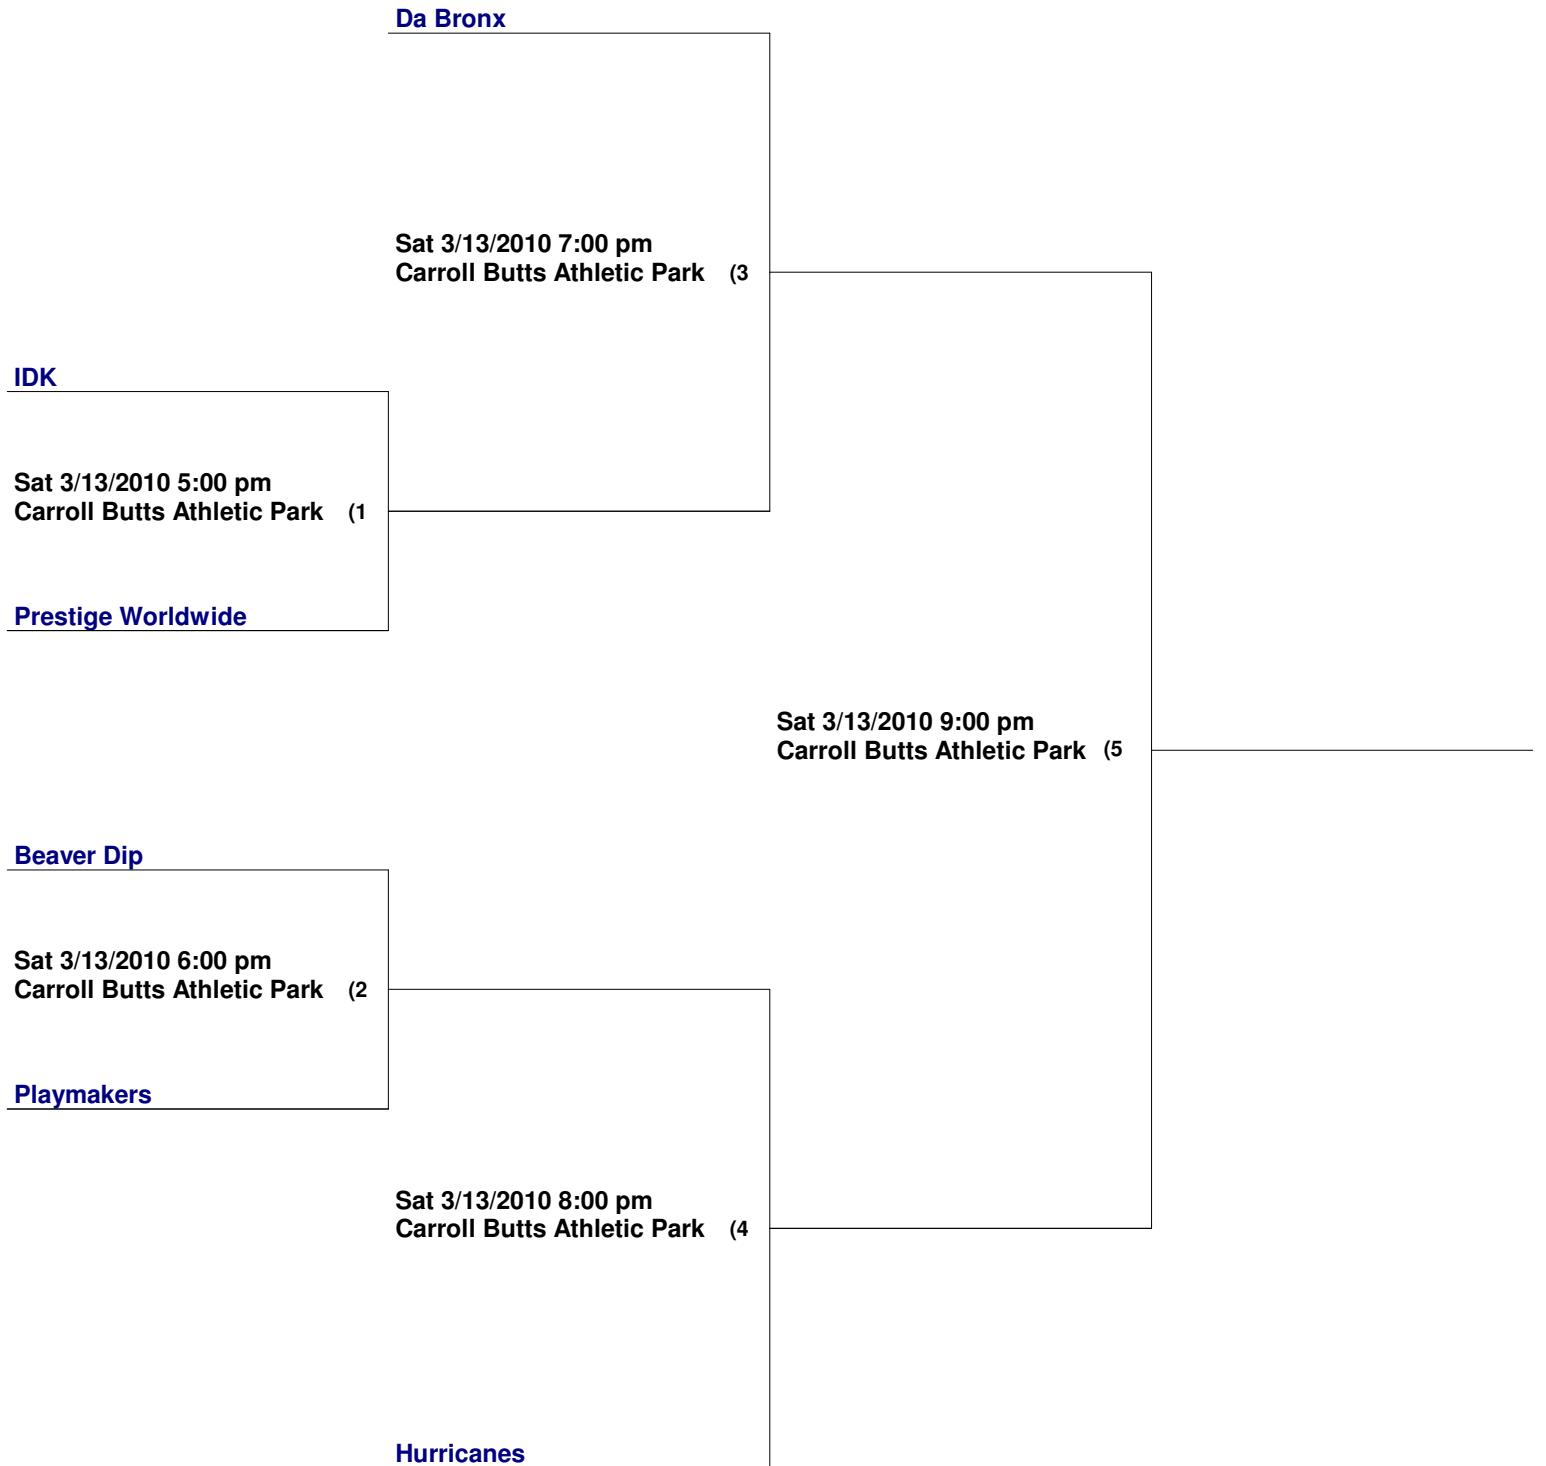 Da Bronx
Sat 3/13/2010 7:00 pm
Carroll Butts Athletic Park (3
IDK
Sat 3/13/2010 5:00 pm
Carroll Butts Athletic Park (1
Prestige Worldwide
Sat 3/13/2010 9:00 pm
Carroll Butts Athletic Park (5
Beaver Dip
Sat 3/13/2010 6:00 pm
Carroll Butts Athletic Park (2
Playmakers
Sat 3/13/2010 8:00 pm
Carroll Butts Athletic Park (4
Hurricanes